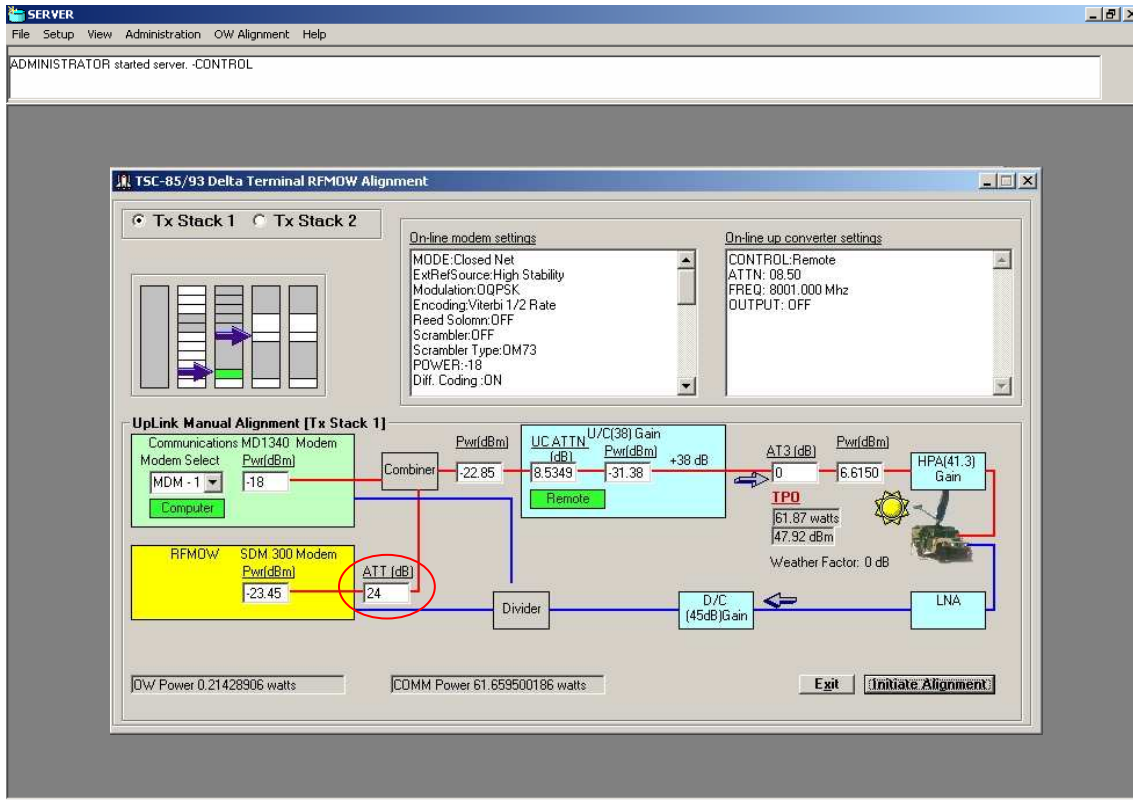 SERVER
File Setup View Administration OW Alignment Help
ADMINISTRATOR started server. -CONTROL
TSC-85/93 Delta Terminal RFMOW Alignment
Tx Stack 1 Tx Stack 2
On-line modem settings
MODE:Closed Net
ExtRefSource:High Stability
Modulation:OQPSK
Encoding:Viterbi 1/2 Rate
Reed Solomn:OFF
Scrambler:OFF
Scrambler Type:OM73
POWER:-18
Diff. Coding :ON
On-line up converter settings
CONTROL:Remote
ATTN: 08.50
FREQ: 8001.000 Mhz
OUTPUT: OFF
UpLink Manual Alignment [Tx Stack 1]
Communications MD1340 Modem
Modem Select Pwr(dBm)
MDM - 1 -18
Computer
Combiner
Pwr(dBm)
-22.85
U/C(38) Gain
UC ATTN (dB)
8.5349
Pwr(dBm)
-31.38
+38 dB
Remote
AT3 (dB)
0
Pwr(dBm)
6.6150
HPA(41.3) Gain
TPO
61.87 watts
47.92 dBm
Weather Factor: 0 dB
RFMOW SDM 300 Modem
Pwr(dBm)
-23.45
ATT (dB)
24
Divider
D/C (45dB)Gain
LNA
OW Power 0.21428906 watts
COMM Power 61.659500186 watts
Exit
Initiate Alignment